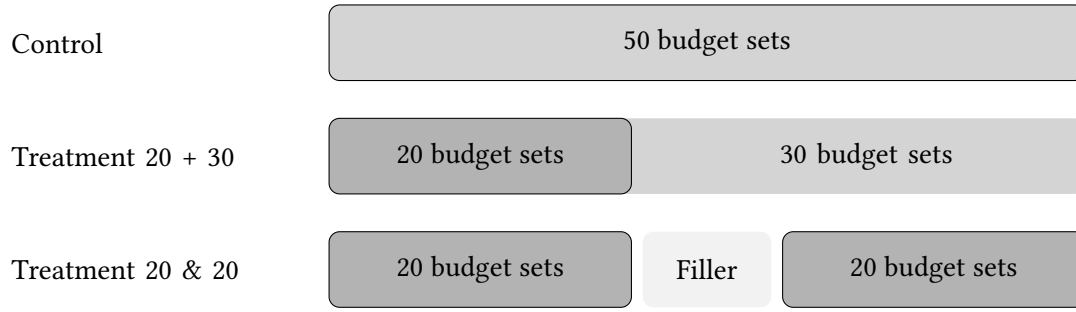 Control
50 budget sets
Treatment 20 + 30
20 budget sets
30 budget sets
Treatment 20 & 20
20 budget sets
Filler
20 budget sets